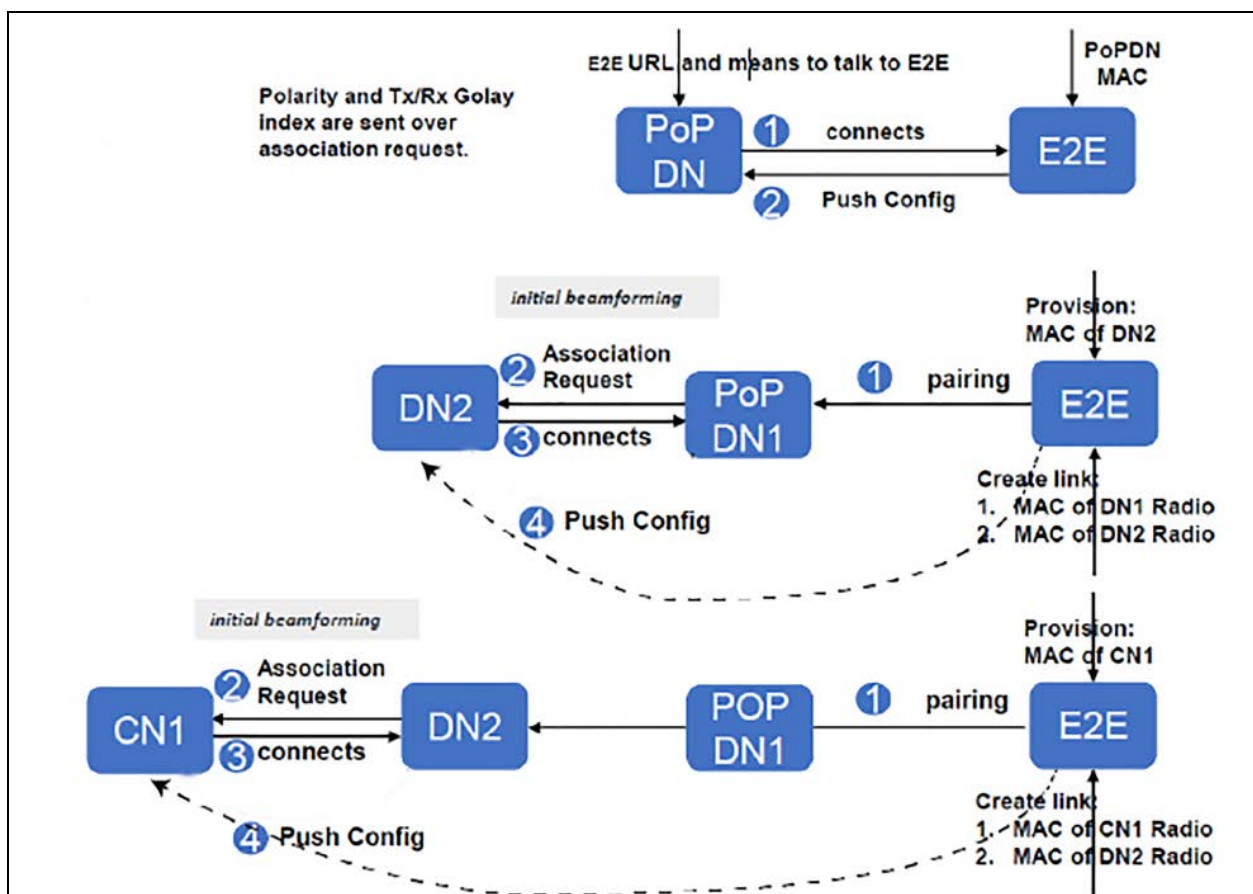 E2E URL and means to talk to E2E
PoPDN
MAC
Polarity and Tx/Rx Golay
index are sent over
association request.
PoP
DN
1 connects
E2E
2 Push Config
initial beamforming
Provision:
MAC of DN2
2 Association
Request
1 pairing
DN2
PoP
DN1
E2E
3 connects
Create link:
1. MAC of DN1 Radio
2. MAC of DN2 Radio
4 Push Config
initial beamforming
Provision:
MAC of CN1
2 Association
Request
1 pairing
CN1
DN2
POP
DN1
E2E
3 connects
Create link:
1. MAC of CN1 Radio
2. MAC of DN2 Radio
4 Push Config